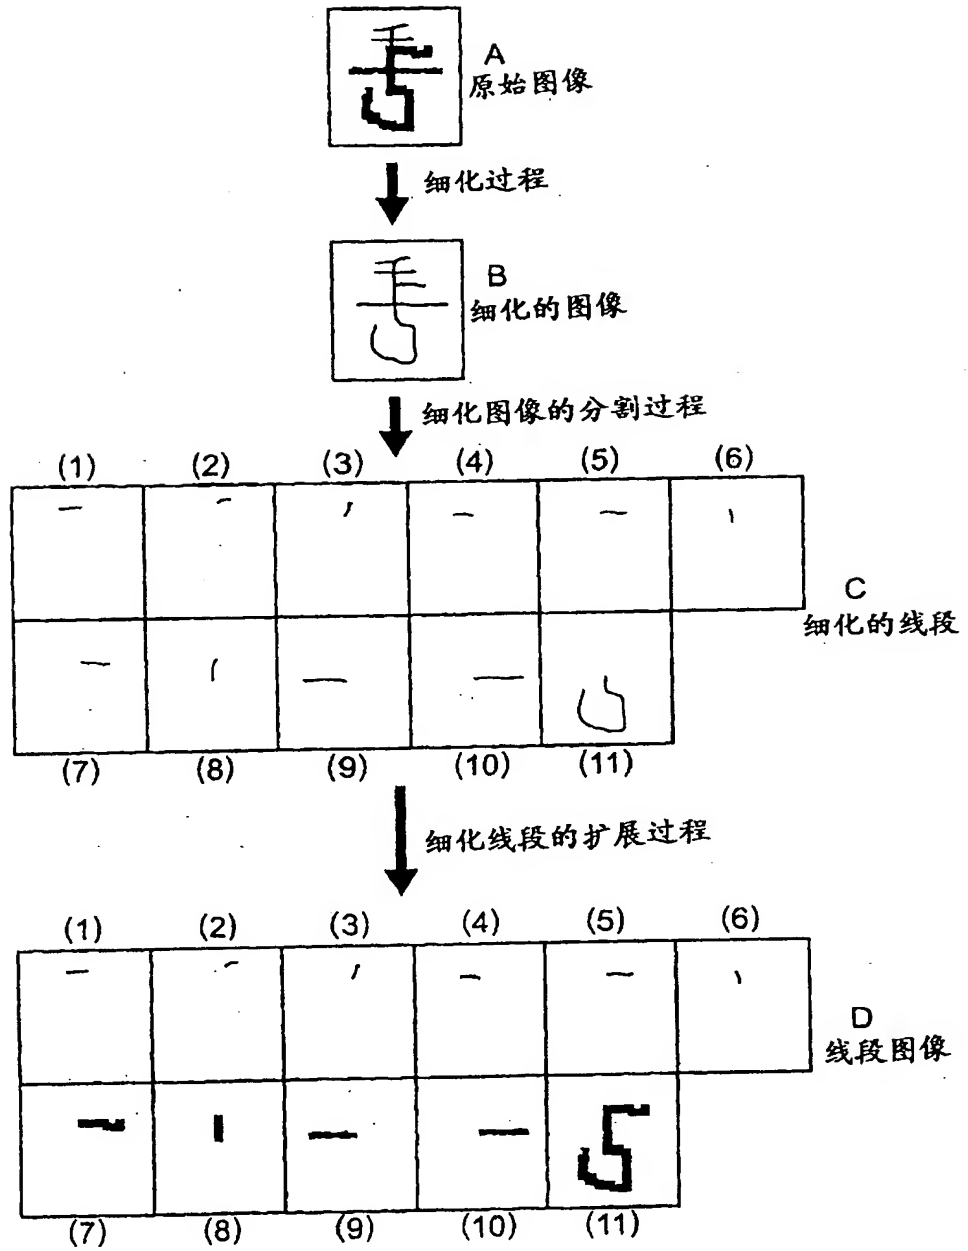 A
原始图像
细化过程
B
细化的图像
细化图像的分割过程
(1) (2) (3) (4) (5) (6)
C
细化的线段
(7) (8) (9) (10) (11)
细化线段的扩展过程
(1) (2) (3) (4) (5) (6)
D
线段图像
(7) (8) (9) (10) (11)